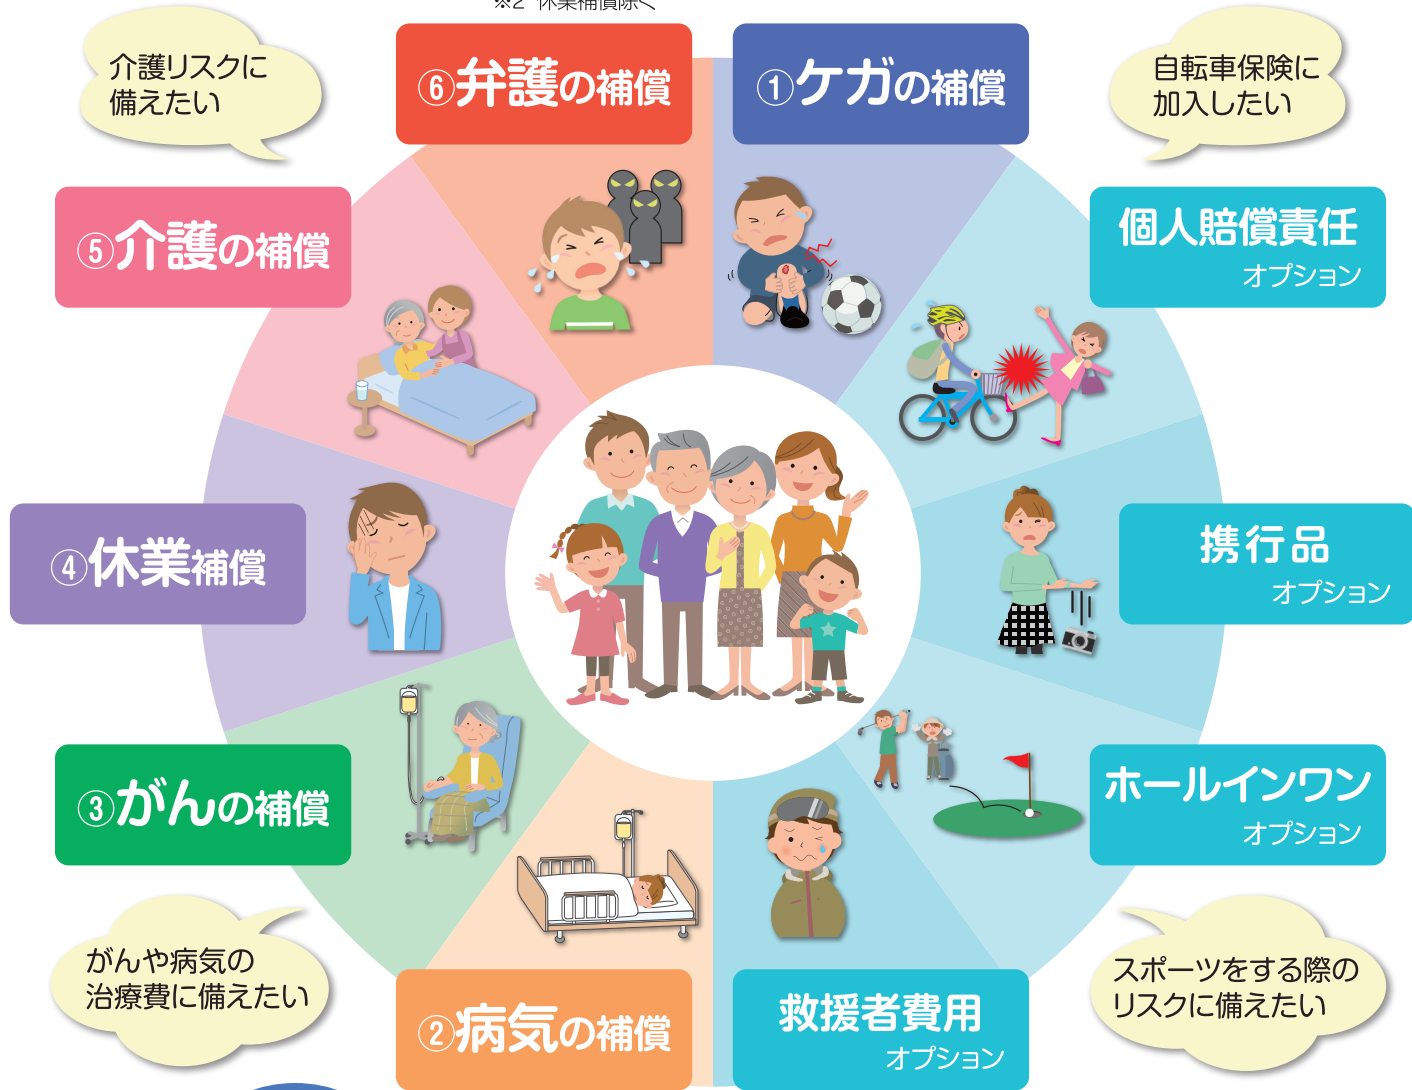 ※2 休業補償除く
介護リスクに
備えたい
⑥弁護の補償
①ケガの補償
自転車保険に
加入したい
⑤介護の補償
個人賠償責任
オプション
④休業補償
携行品
オプション
③がんの補償
ホールインワン
オプション
がんや病気の
治療費に備えたい
②病気の補償
救援者費用
オプション
スポーツをする際の
リスクに備えたい